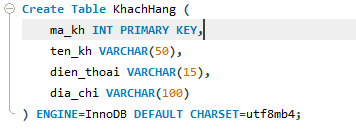 Create Table KhachHang (
ma_kh INT PRIMARY KEY,
ten_kh VARCHAR(50),
dien_thoai VARCHAR(15),
dia_chi VARCHAR(100)
) ENGINE=InnoDB DEFAULT CHARSET=utf8mb4;